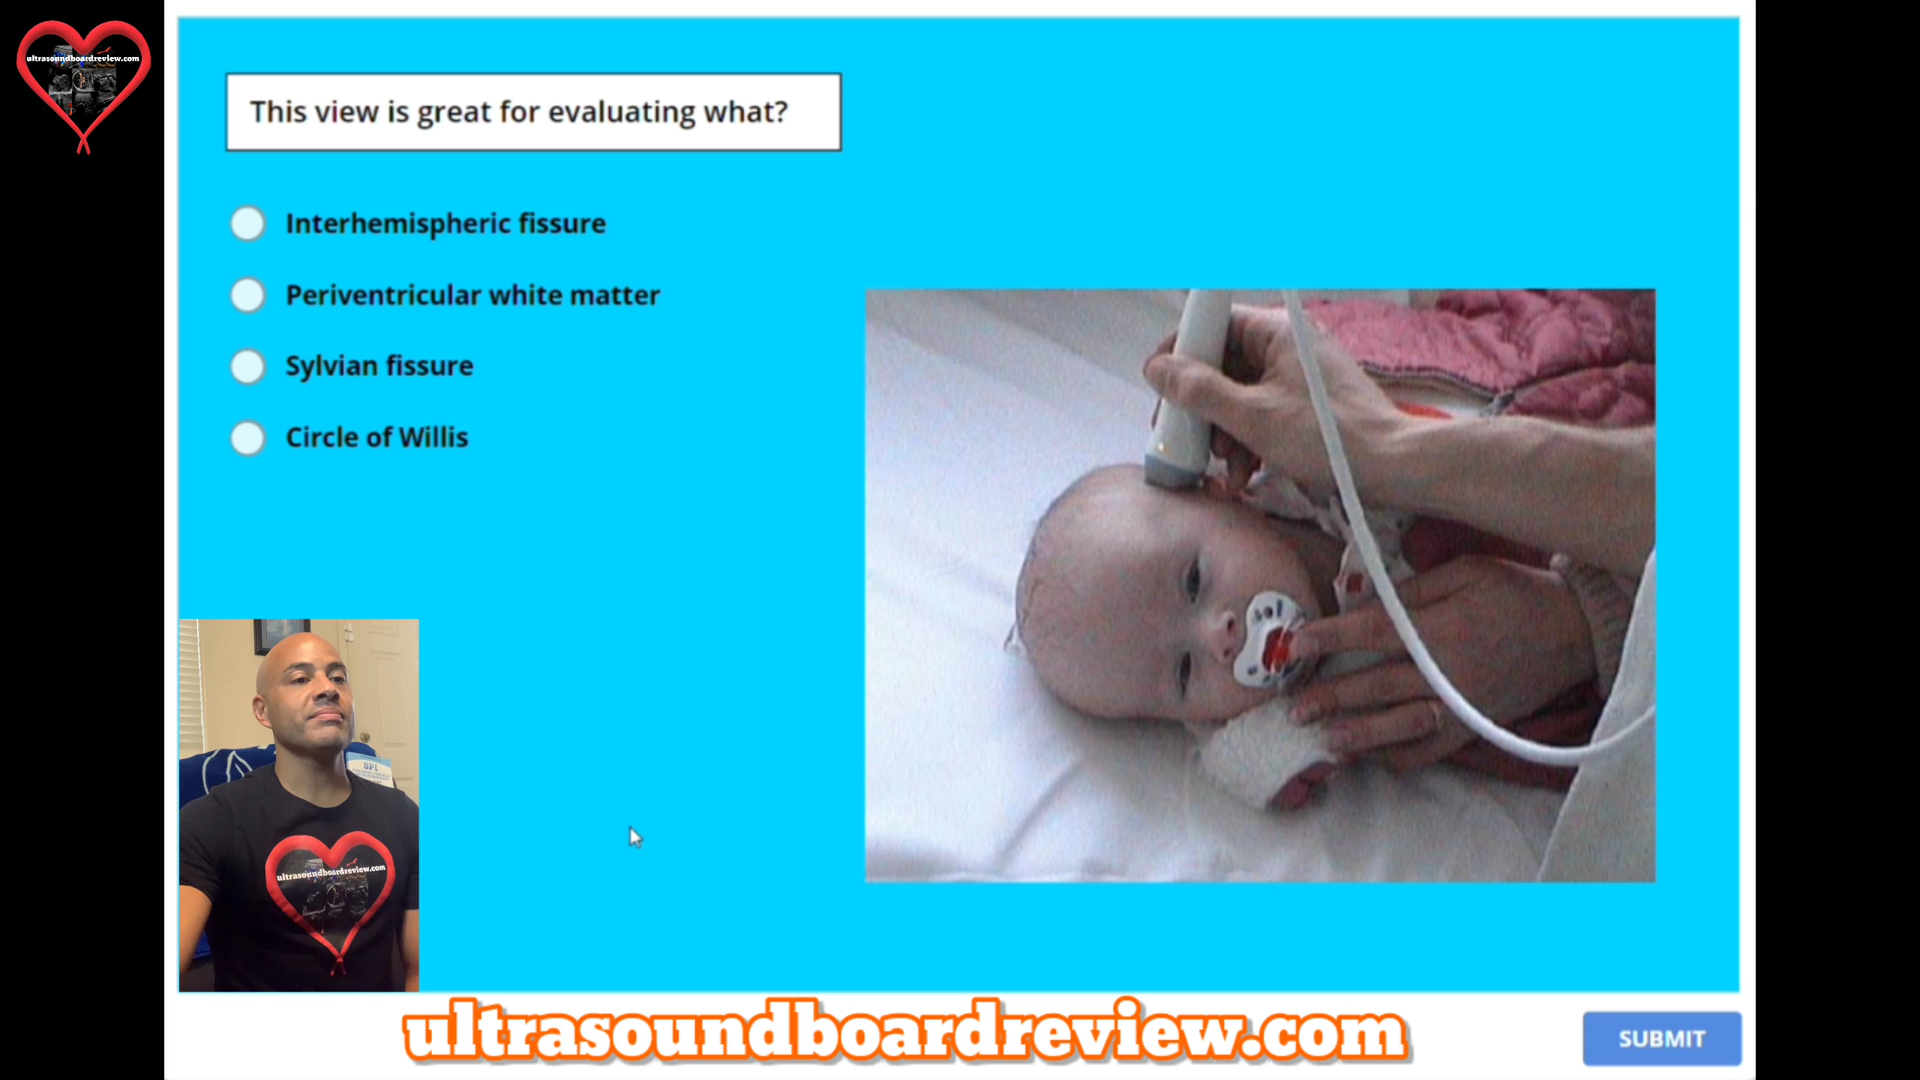 ultrasoundboardreview.com
This view is great for evaluating what?
Interhemispheric fissure
Periventricular white matter
Sylvian fissure
Circle of Willis
SPI
ultrasoundboardreview.com
ultrasoundboardreview.com
SUBMIT